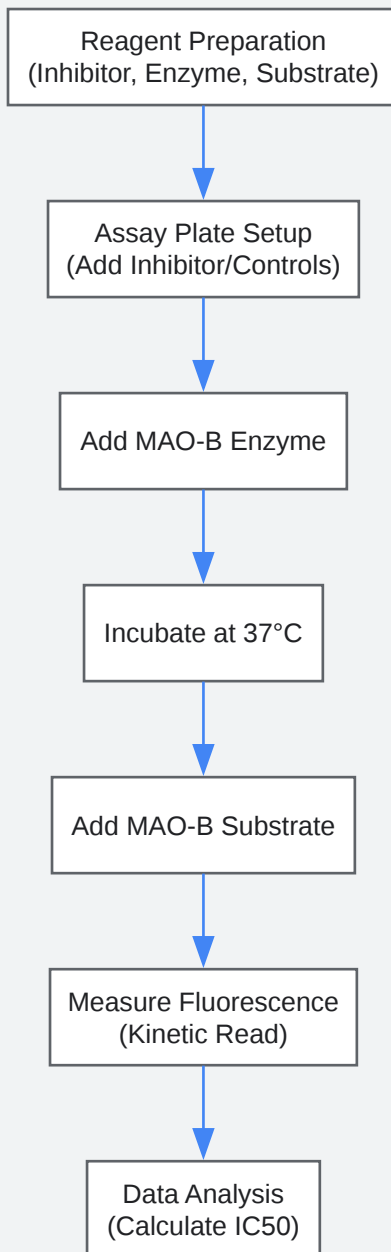 Reagent Preparation
(Inhibitor, Enzyme, Substrate)
Assay Plate Setup
(Add Inhibitor/Controls)
Add MAO-B Enzyme
Incubate at 37°C
Add MAO-B Substrate
Measure Fluorescence
(Kinetic Read)
Data Analysis
(Calculate IC50)